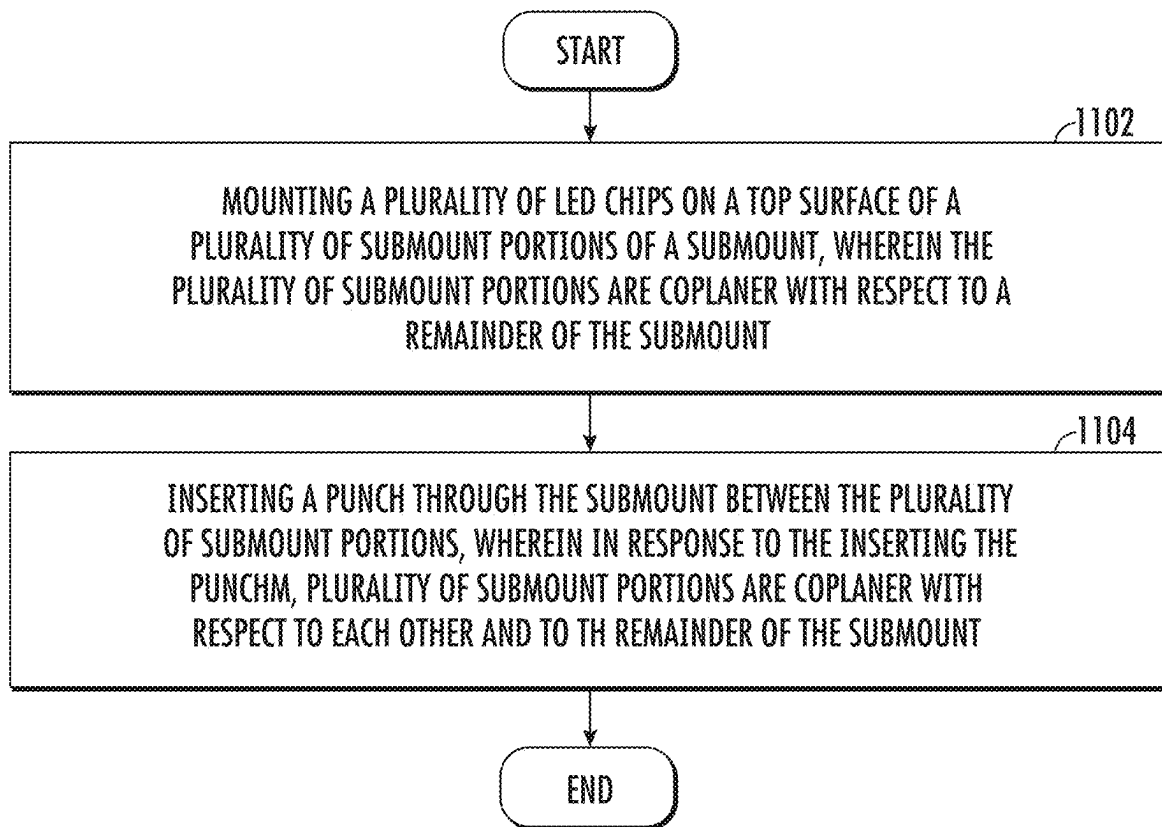 START
1102
MOUNTING A PLURALITY OF LED CHIPS ON A TOP SURFACE OF A
PLURALITY OF SUBMOUNT PORTIONS OF A SUBMOUNT, WHEREIN THE
PLURALITY OF SUBMOUNT PORTIONS ARE COPLANER WITH RESPECT TO A
REMAINDER OF THE SUBMOUNT
1104
INSERTING A PUNCH THROUGH THE SUBMOUNT BETWEEN THE PLURALITY
OF SUBMOUNT PORTIONS, WHEREIN IN RESPONSE TO THE INSERTING THE
PUNCHM, PLURALITY OF SUBMOUNT PORTIONS ARE COPLANER WITH
RESPECT TO EACH OTHER AND TO TH REMAINDER OF THE SUBMOUNT
END